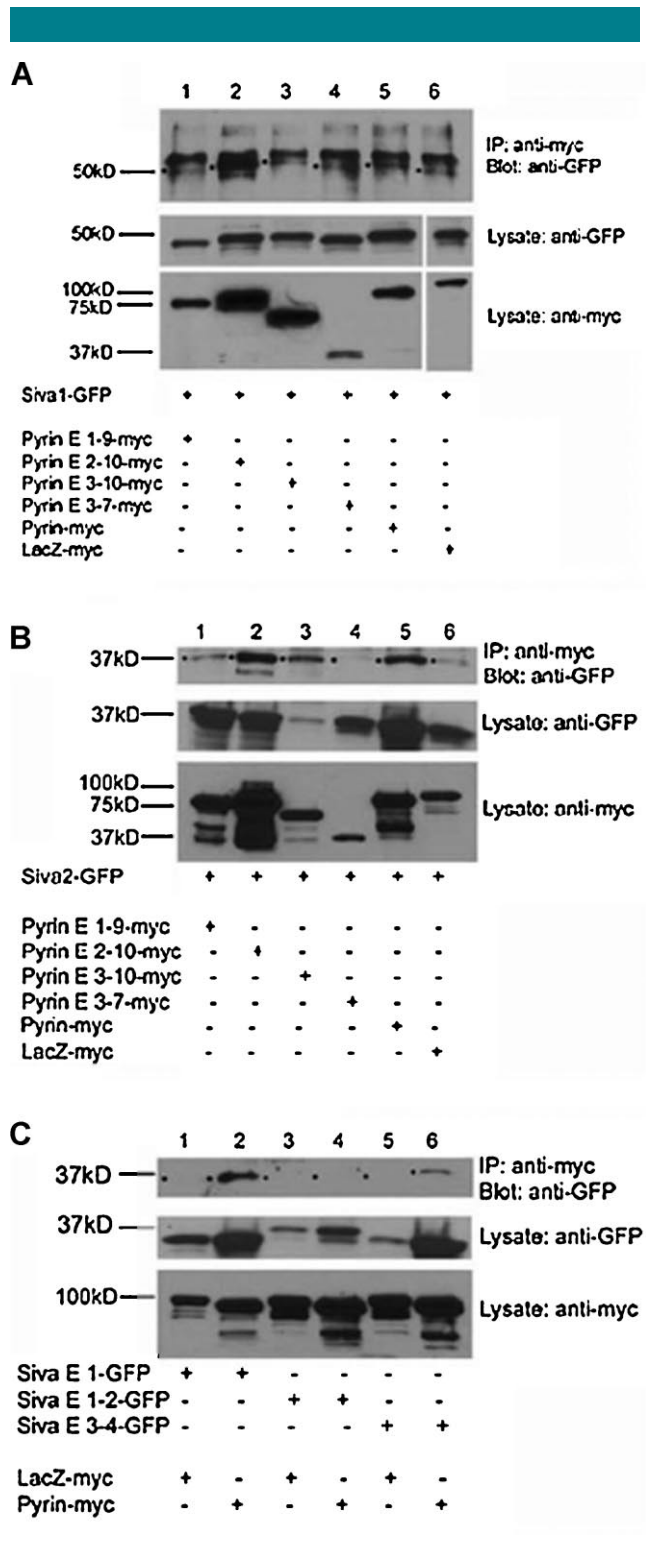 A
1 2 3 4 5 6
50kD
IP: anti-myc
Blot: anti-GFP
50kD
Lysate: anti-GFP
100kD
75kD
37kD
Lysate: anti-myc
Siva1-GFP + + + + + +
Pyrin E 1-9-myc + - - - - -
Pyrin E 2-10-myc - + - - - -
Pyrin E 3-10-myc - - + - - -
Pyrin E 3-7-myc - - - + - -
Pyrin-myc - - - - + -
LacZ-myc - - - - - +
B
1 2 3 4 5 6
37kD
IP: anti-myc
Blot: anti-GFP
37kD
Lysate: anti-GFP
100kD
75kD
37kD
Lysate: anti-myc
Siva2-GFP + + + + + +
Pyrin E 1-9-myc + - - - - -
Pyrin E 2-10-myc - + - - - -
Pyrin E 3-10-myc - - + - - -
Pyrin E 3-7-myc - - - + - -
Pyrin-myc - - - - + -
LacZ-myc - - - - - +
C
1 2 3 4 5 6
37kD
IP: anti-myc
Blot: anti-GFP
37kD
Lysate: anti-GFP
100kD
Lysate: anti-myc
Siva E 1-GFP + + - - - -
Siva E 1-2-GFP - - + + - -
Siva E 3-4-GFP - - - - + +
LacZ-myc + - + - + -
Pyrin-myc - + - + - +